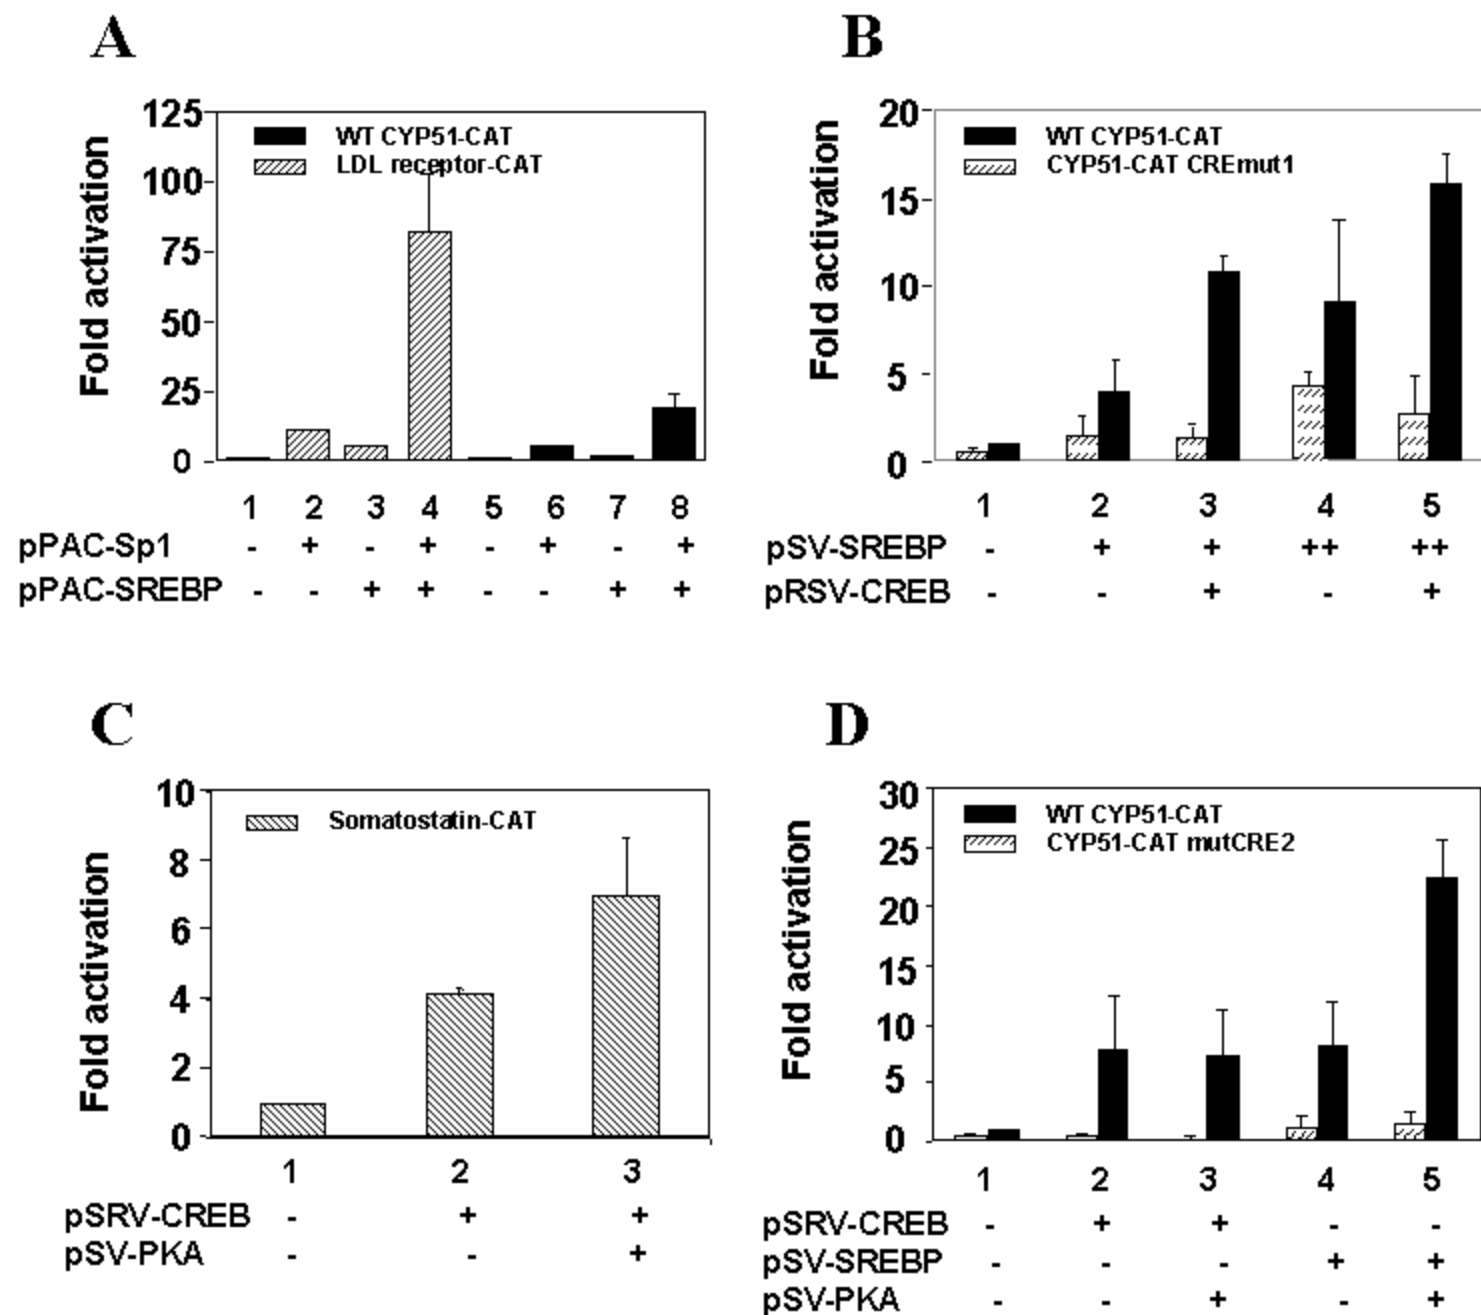 A
Fold activation
125
100
75
50
25
0
WT CYP51-CAT
LDL receptor-CAT
1 2 3 4 5 6 7 8
pPAC-Sp1 - + - + - + - +
pPAC-SREBP - - + + - - + +
B
Fold activation
20
15
10
5
0
WT CYP51-CAT
CYP51-CAT CREmut1
1 2 3 4 5
pSV-SREBP - + + ++ ++
pRSV-CREB - - + - +
C
Fold activation
10
8
6
4
2
0
Somatostatin-CAT
1 2 3
pSRV-CREB - + +
pSV-PKA - - +
D
Fold activation
30
25
20
15
10
5
0
WT CYP51-CAT
CYP51-CAT mutCRE2
1 2 3 4 5
pSRV-CREB - + + - -
pSV-SREBP - - - + +
pSV-PKA - - + - +